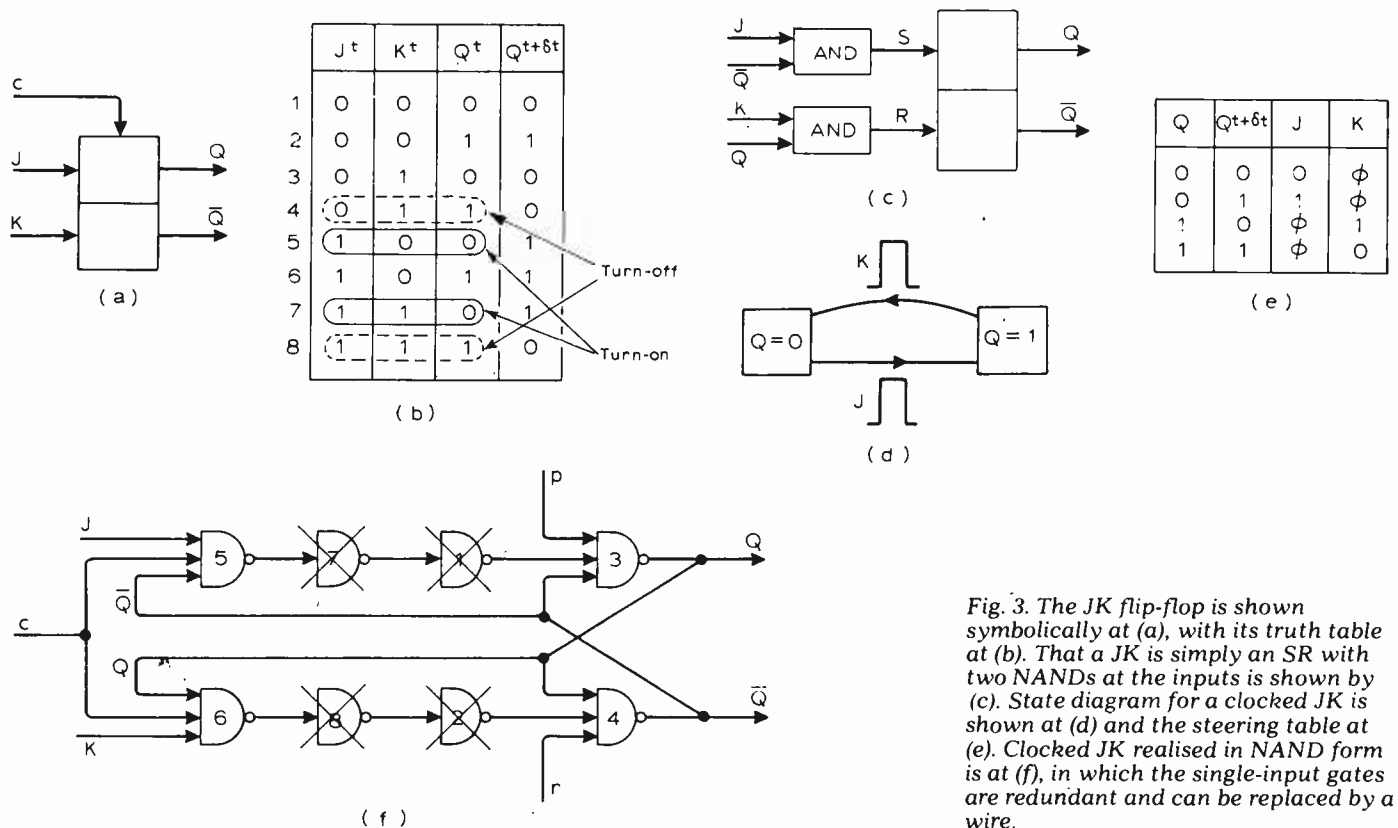 c
J
K
Q
Q̄
(a)
Jᵗ Kᵗ Qᵗ Qᵗ⁺ᵟᵗ
1 0 0 0 0
2 0 0 1 1
3 0 1 0 0
4 0 1 1 0
5 1 0 0 1
6 1 0 1 1
7 1 1 0 1
8 1 1 1 0
Turn-off
Turn-on
(b)
J
Q̄
AND
S
Q
K
Q
AND
R
Q̄
(c)
K
Q=0
Q=1
J
(d)
Q Qᵗ⁺ᵟᵗ J K
0 0 0 ϕ
0 1 1 ϕ
1 0 ϕ 1
1 1 ϕ 0
(e)
p
J
5
7
1
3
Q
Q̄
c
Q
6
8
2
4
Q̄
K
r
(f)
Fig. 3. The JK flip-flop is shown
symbolically at (a), with its truth table
at (b). That a JK is simply an SR with
two NANDs at the inputs is shown by
(c). State diagram for a clocked JK is
shown at (d) and the steering table at
(e). Clocked JK realised in NAND form
is at (f), in which the single-input gates
are redundant and can be replaced by a
wire.